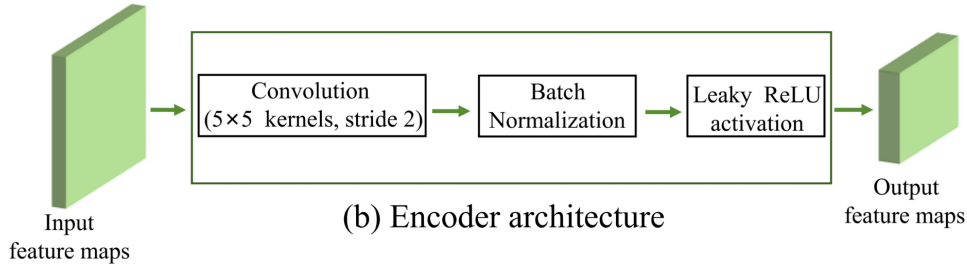 Convolution
(5×5 kernels, stride 2)
Batch
Normalization
Leaky ReLU
activation
Input
feature maps
Output
feature maps
(b) Encoder architecture